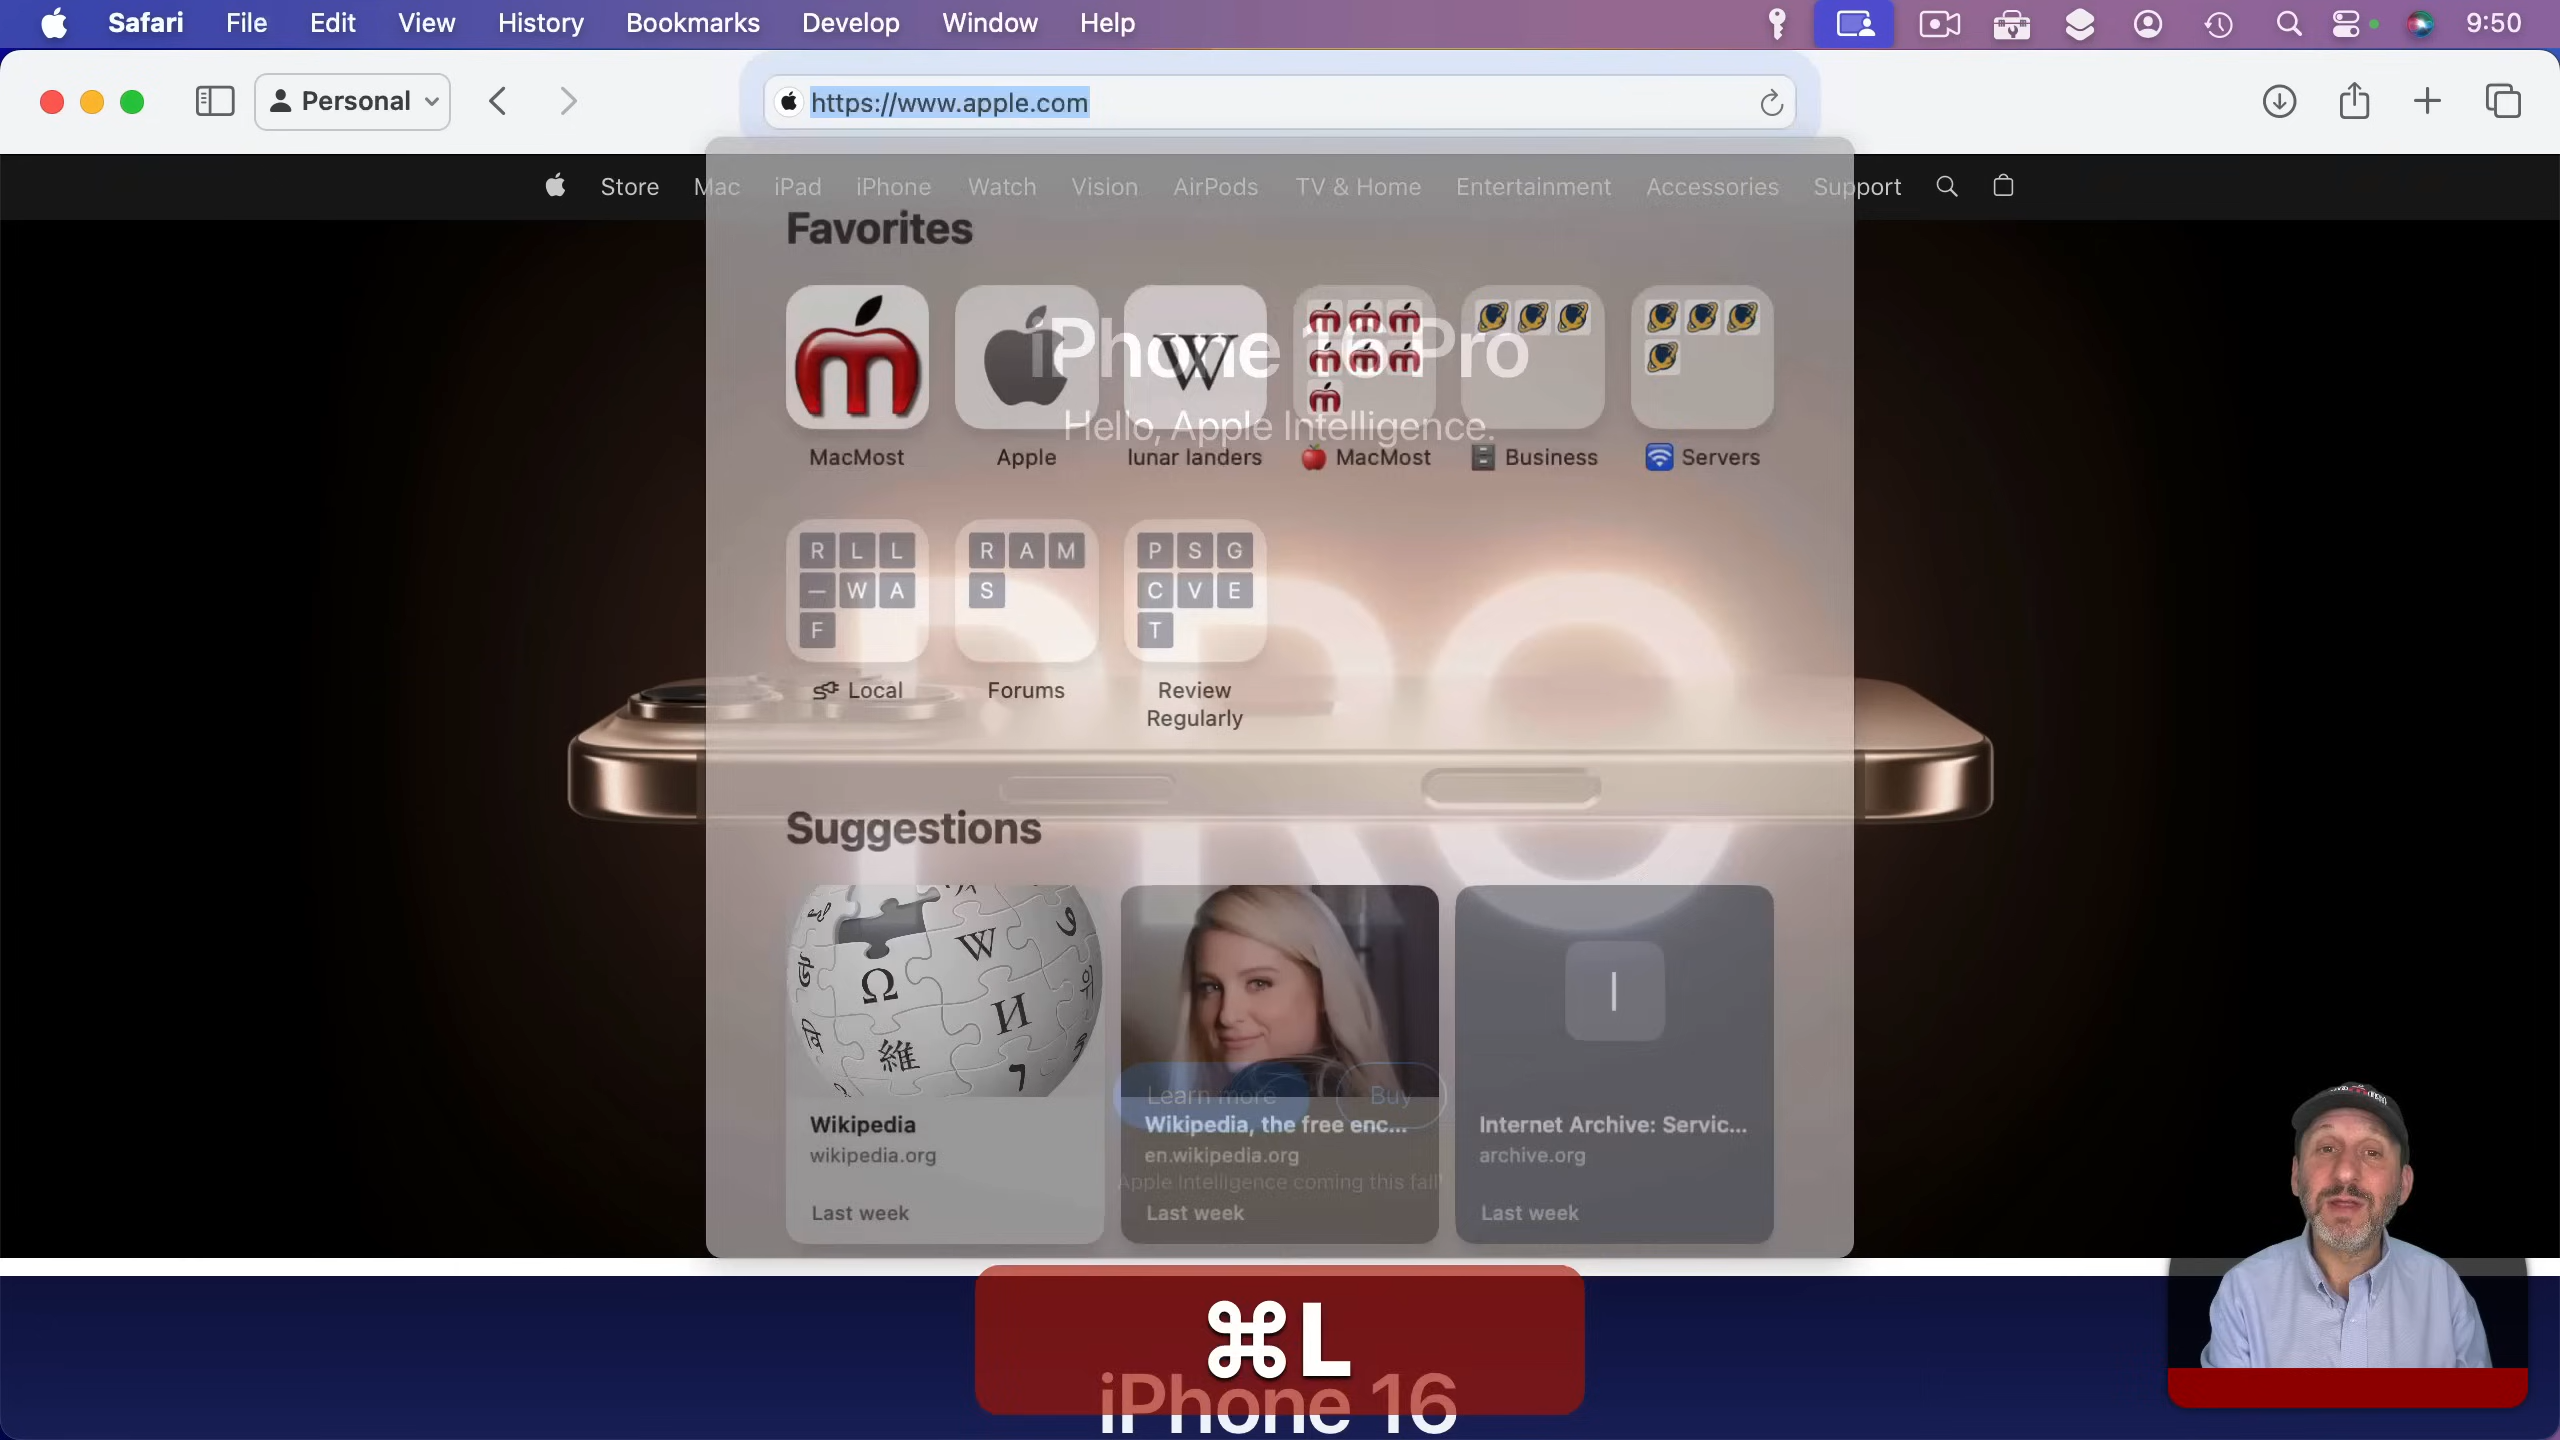 Safari File Edit View History Bookmarks Develop Window Help 9:50
Personal https://www.apple.com
Store Mac iPad iPhone Watch Vision AirPods TV & Home Entertainment Accessories Support
Favorites
iPhone 16 Pro
Hello, Apple Intelligence.
MacMost Apple lunar landers 🍎 MacMost 🗄️ Business 🛜 Servers
R L L R A M P S G
— W A S C V E
F T
Local Forums Review
Regularly
PRO
Suggestions
W
Ω
И
維
I
Learn more Buy
Wikipedia Wikipedia, the free enc... Internet Archive: Servic...
wikipedia.org en.wikipedia.org archive.org
Apple Intelligence coming this fall
Last week Last week Last week
⌘L
iPhone 16